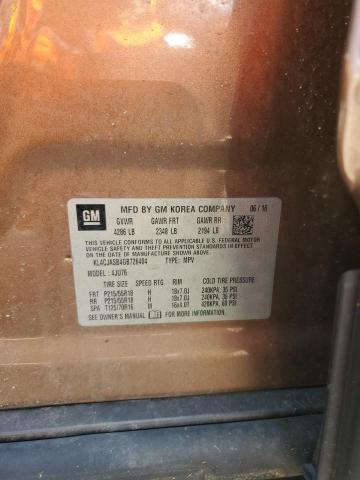 GM
MFD BY GM KOREA COMPANY 06/16
GVWR GAWR FRT GAWR RR
4286 LB 2348 LB 2194 LB
THIS VEHICLE CONFORMS TO ALL APPLICABLE U.S. FEDERAL MOTOR
VEHICLE SAFETY AND THEFT PREVENTION STANDARDS IN EFFECT ON
THE DATE OF MANUFACTURE SHOWN ABOVE.
KL4CJASB4GB726484 TYPE: MPV
MODEL: 4JU76
TIRE SIZE SPEED RTG RIM COLD TIRE PRESSURE
FRT P215/55R18 H 18x7.0J 240KPA, 35 PSI
RR P215/55R18 H 18x7.0J 240KPA, 35 PSI
SPA T125/70R16 M 16x4.0T 420KPA, 60 PSI
SEE OWNER'S MANUAL FOR MORE INFORMATION.